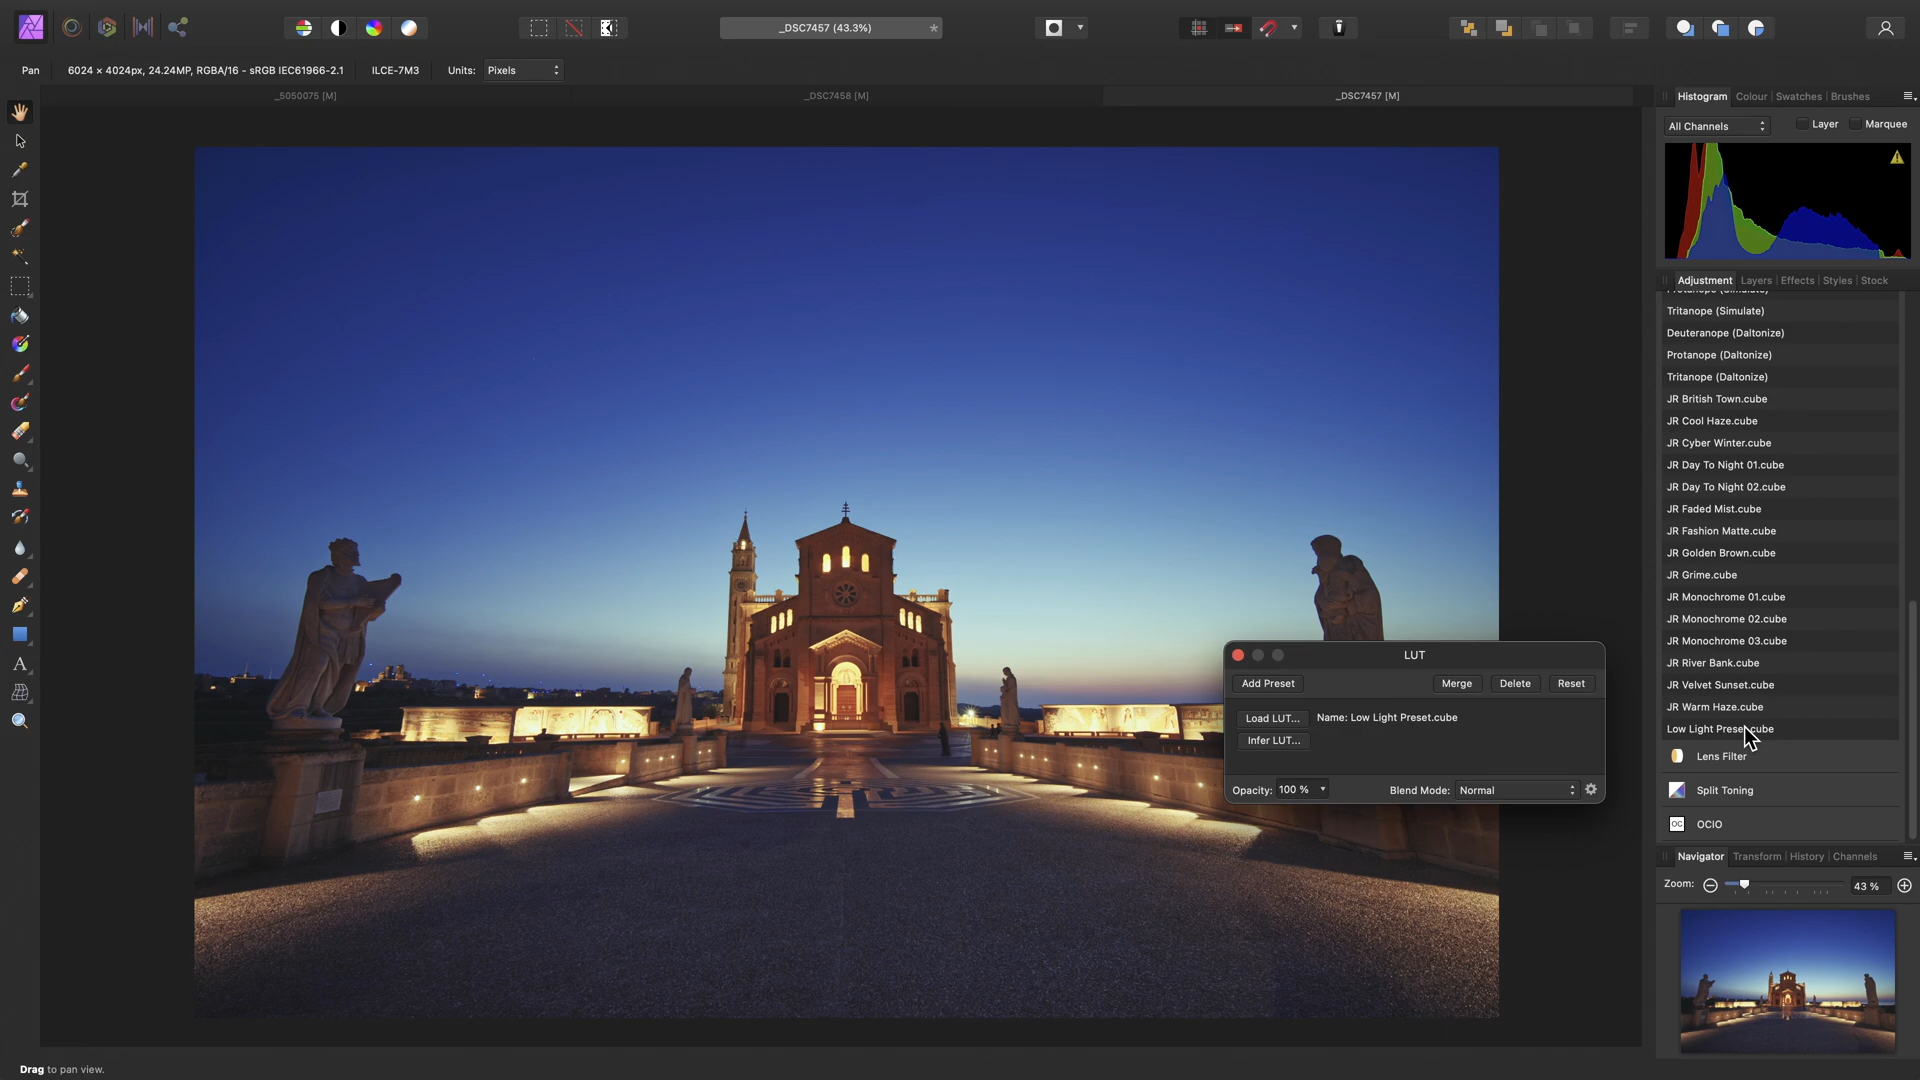 _DSC7457 (43.3%)
Pan
6024 × 4024px, 24.24MP, RGBA/16 - sRGB IEC61966-2.1
ILCE-7M3
Units: Pixels
_5050075 [M]
_DSC7458 [M]
_DSC7457 [M]
Histogram
Colour
Swatches
Brushes
All Channels
Layer
Marquee
Adjustment
Layers
Effects
Styles
Stock
Tritanope (Simulate)
Deuteranope (Daltonize)
Protanope (Daltonize)
Tritanope (Daltonize)
JR British Town.cube
JR Cool Haze.cube
JR Cyber Winter.cube
JR Day To Night 01.cube
JR Day To Night 02.cube
JR Faded Mist.cube
JR Fashion Matte.cube
JR Golden Brown.cube
JR Grime.cube
JR Monochrome 01.cube
JR Monochrome 02.cube
JR Monochrome 03.cube
JR River Bank.cube
JR Velvet Sunset.cube
JR Warm Haze.cube
Low Light Preset.cube
Lens Filter
Split Toning
OC
OCIO
LUT
Add Preset
Merge
Delete
Reset
Load LUT...
Name: Low Light Preset.cube
Infer LUT...
Opacity: 100 %
Blend Mode: Normal
Navigator
Transform
History
Channels
Zoom:
43 %
Drag to pan view.